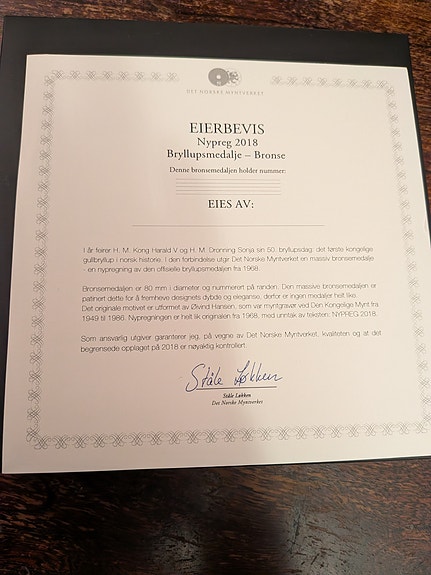 DET NORSKE MYNTVERKET
EIERBEVIS
Nypreg 2018
Bryllupsmedalje – Bronse
Denne bronsemedaljen holder nummer:
EIES AV:
I år feirer H. M. Kong Harald V og H. M. Dronning Sonja sin 50. bryllupsdag: det første kongelige
gullbryllup i norsk historie. I den forbindelse utgir Det Norske Myntverket en massiv bronsemedalje
- en nypregning av den offisielle bryllupsmedaljen fra 1968.
Bronsemedaljen er 80 mm i diameter og nummerert på randen. Den massive bronsemedaljen er
patinert dette for å fremheve designets dybde og eleganse, derfor er ingen medaljer helt like.
Det originale motivet er utformet av Øivind Hansen, som var myntgravør ved Den Kongelige Mynt fra
1949 til 1986. Nypregningen er helt lik originalen fra 1968, med unntak av teksten: NYPREG 2018.
Som ansvarlig utgiver garanterer jeg, på vegne av Det Norske Myntverket, kvaliteten og at det
begrensede opplaget på 2018 er nøyaktig kontrollert.
Ståle Løkken
Ståle Løkken
Det Norske Myntverket